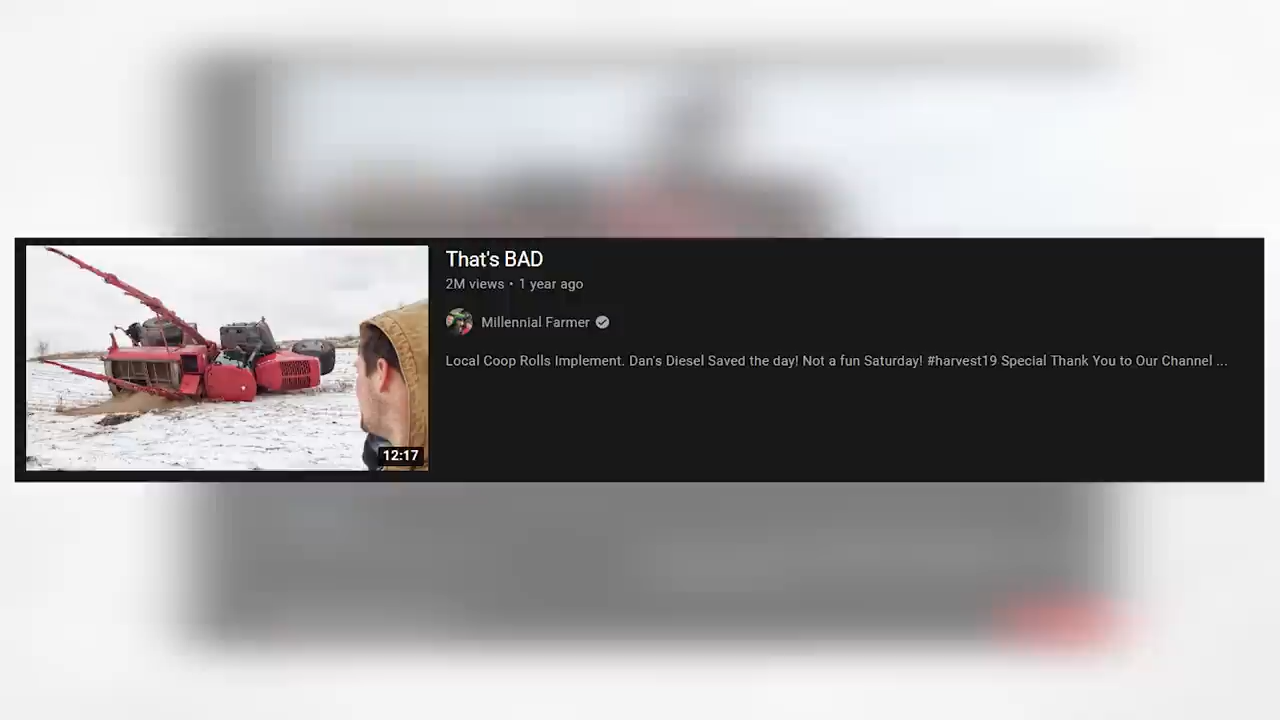 That's BAD
2M views • 1 year ago
Millennial Farmer
Local Coop Rolls Implement. Dan's Diesel Saved the day! Not a fun Saturday! #harvest19 Special Thank You to Our Channel ...
12:17